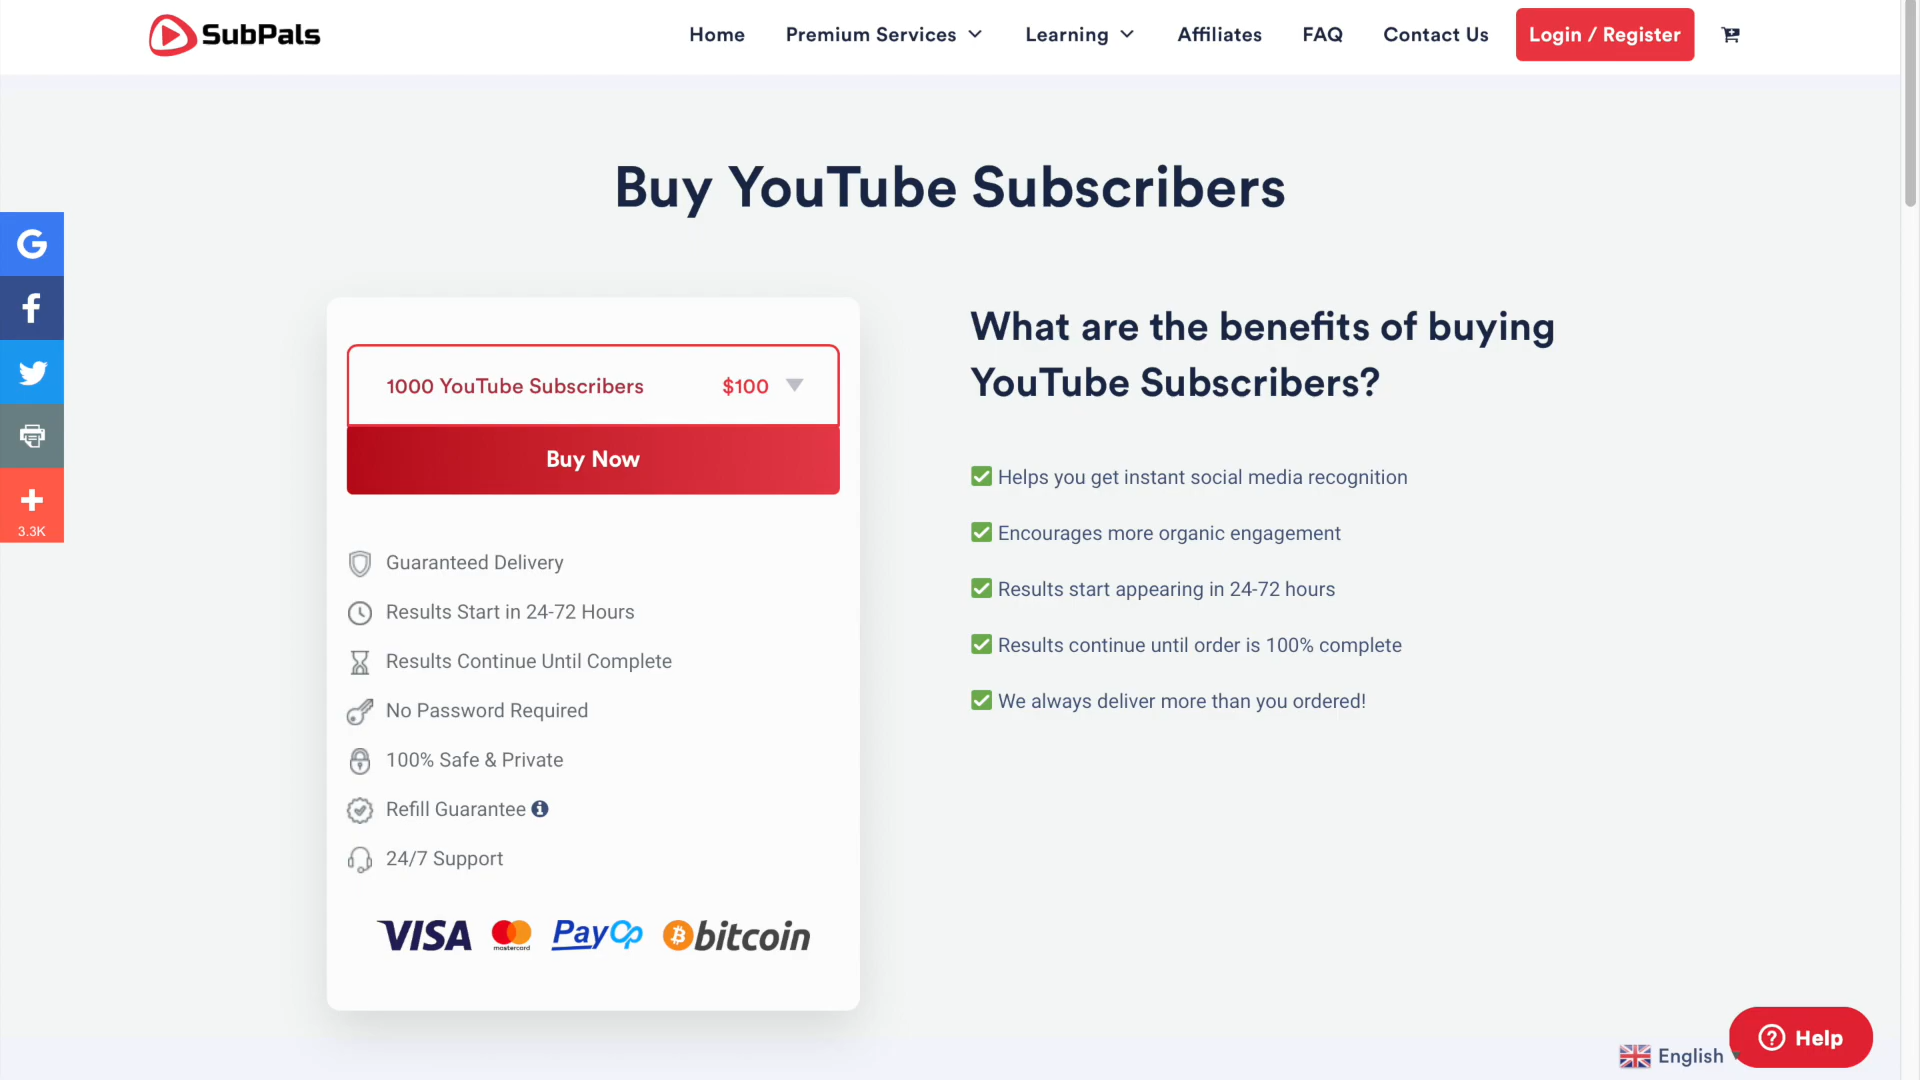 SubPals
Home
Premium Services
Learning
Affiliates
FAQ
Contact Us
Login / Register
Buy YouTube Subscribers
3.3K
1000 YouTube Subscribers $100
Buy Now
Guaranteed Delivery
Results Start in 24-72 Hours
Results Continue Until Complete
No Password Required
100% Safe & Private
Refill Guarantee
24/7 Support
VISA
mastercard
PayOp
bitcoin
What are the benefits of buying
YouTube Subscribers?
Helps you get instant social media recognition
Encourages more organic engagement
Results start appearing in 24-72 hours
Results continue until order is 100% complete
We always deliver more than you ordered!
English
Help